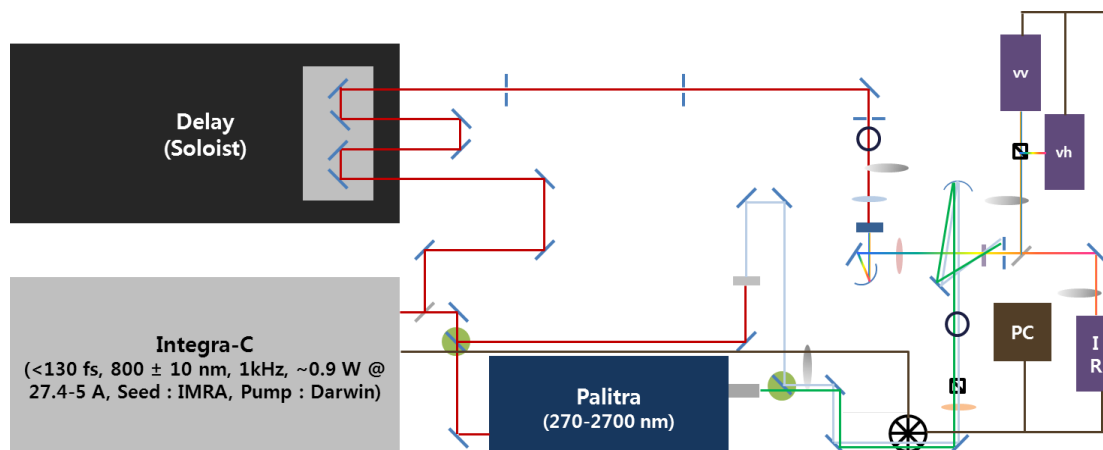 Delay
(Soloist)
vv
vh
Integra-C
(<130 fs, 800 ± 10 nm, 1kHz, ~0.9 W @
27.4-5 A, Seed : IMRA, Pump : Darwin)
Palitra
(270-2700 nm)
PC
I
R